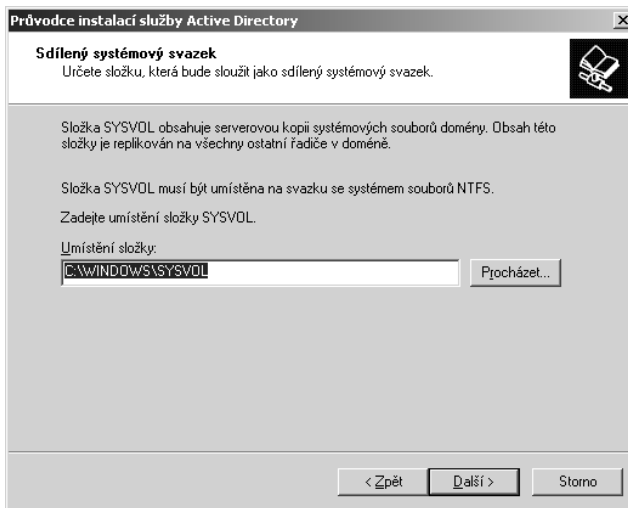 Průvodce instalací služby Active Directory
Sdílený systémový svazek
Určete složku, která bude sloužit jako sdílený systémový svazek.
Složka SYSVOL obsahuje serverovou kopii systémových souborů domény. Obsah této
složky je replikován na všechny ostatní řadiče v doméně.
Složka SYSVOL musí být umístěna na svazku se systémem souborů NTFS.
Zadejte umístění složky SYSVOL.
Umístění složky:
C:\WINDOWS\SYSVOL
Procházet...
< Zpět
Další >
Storno